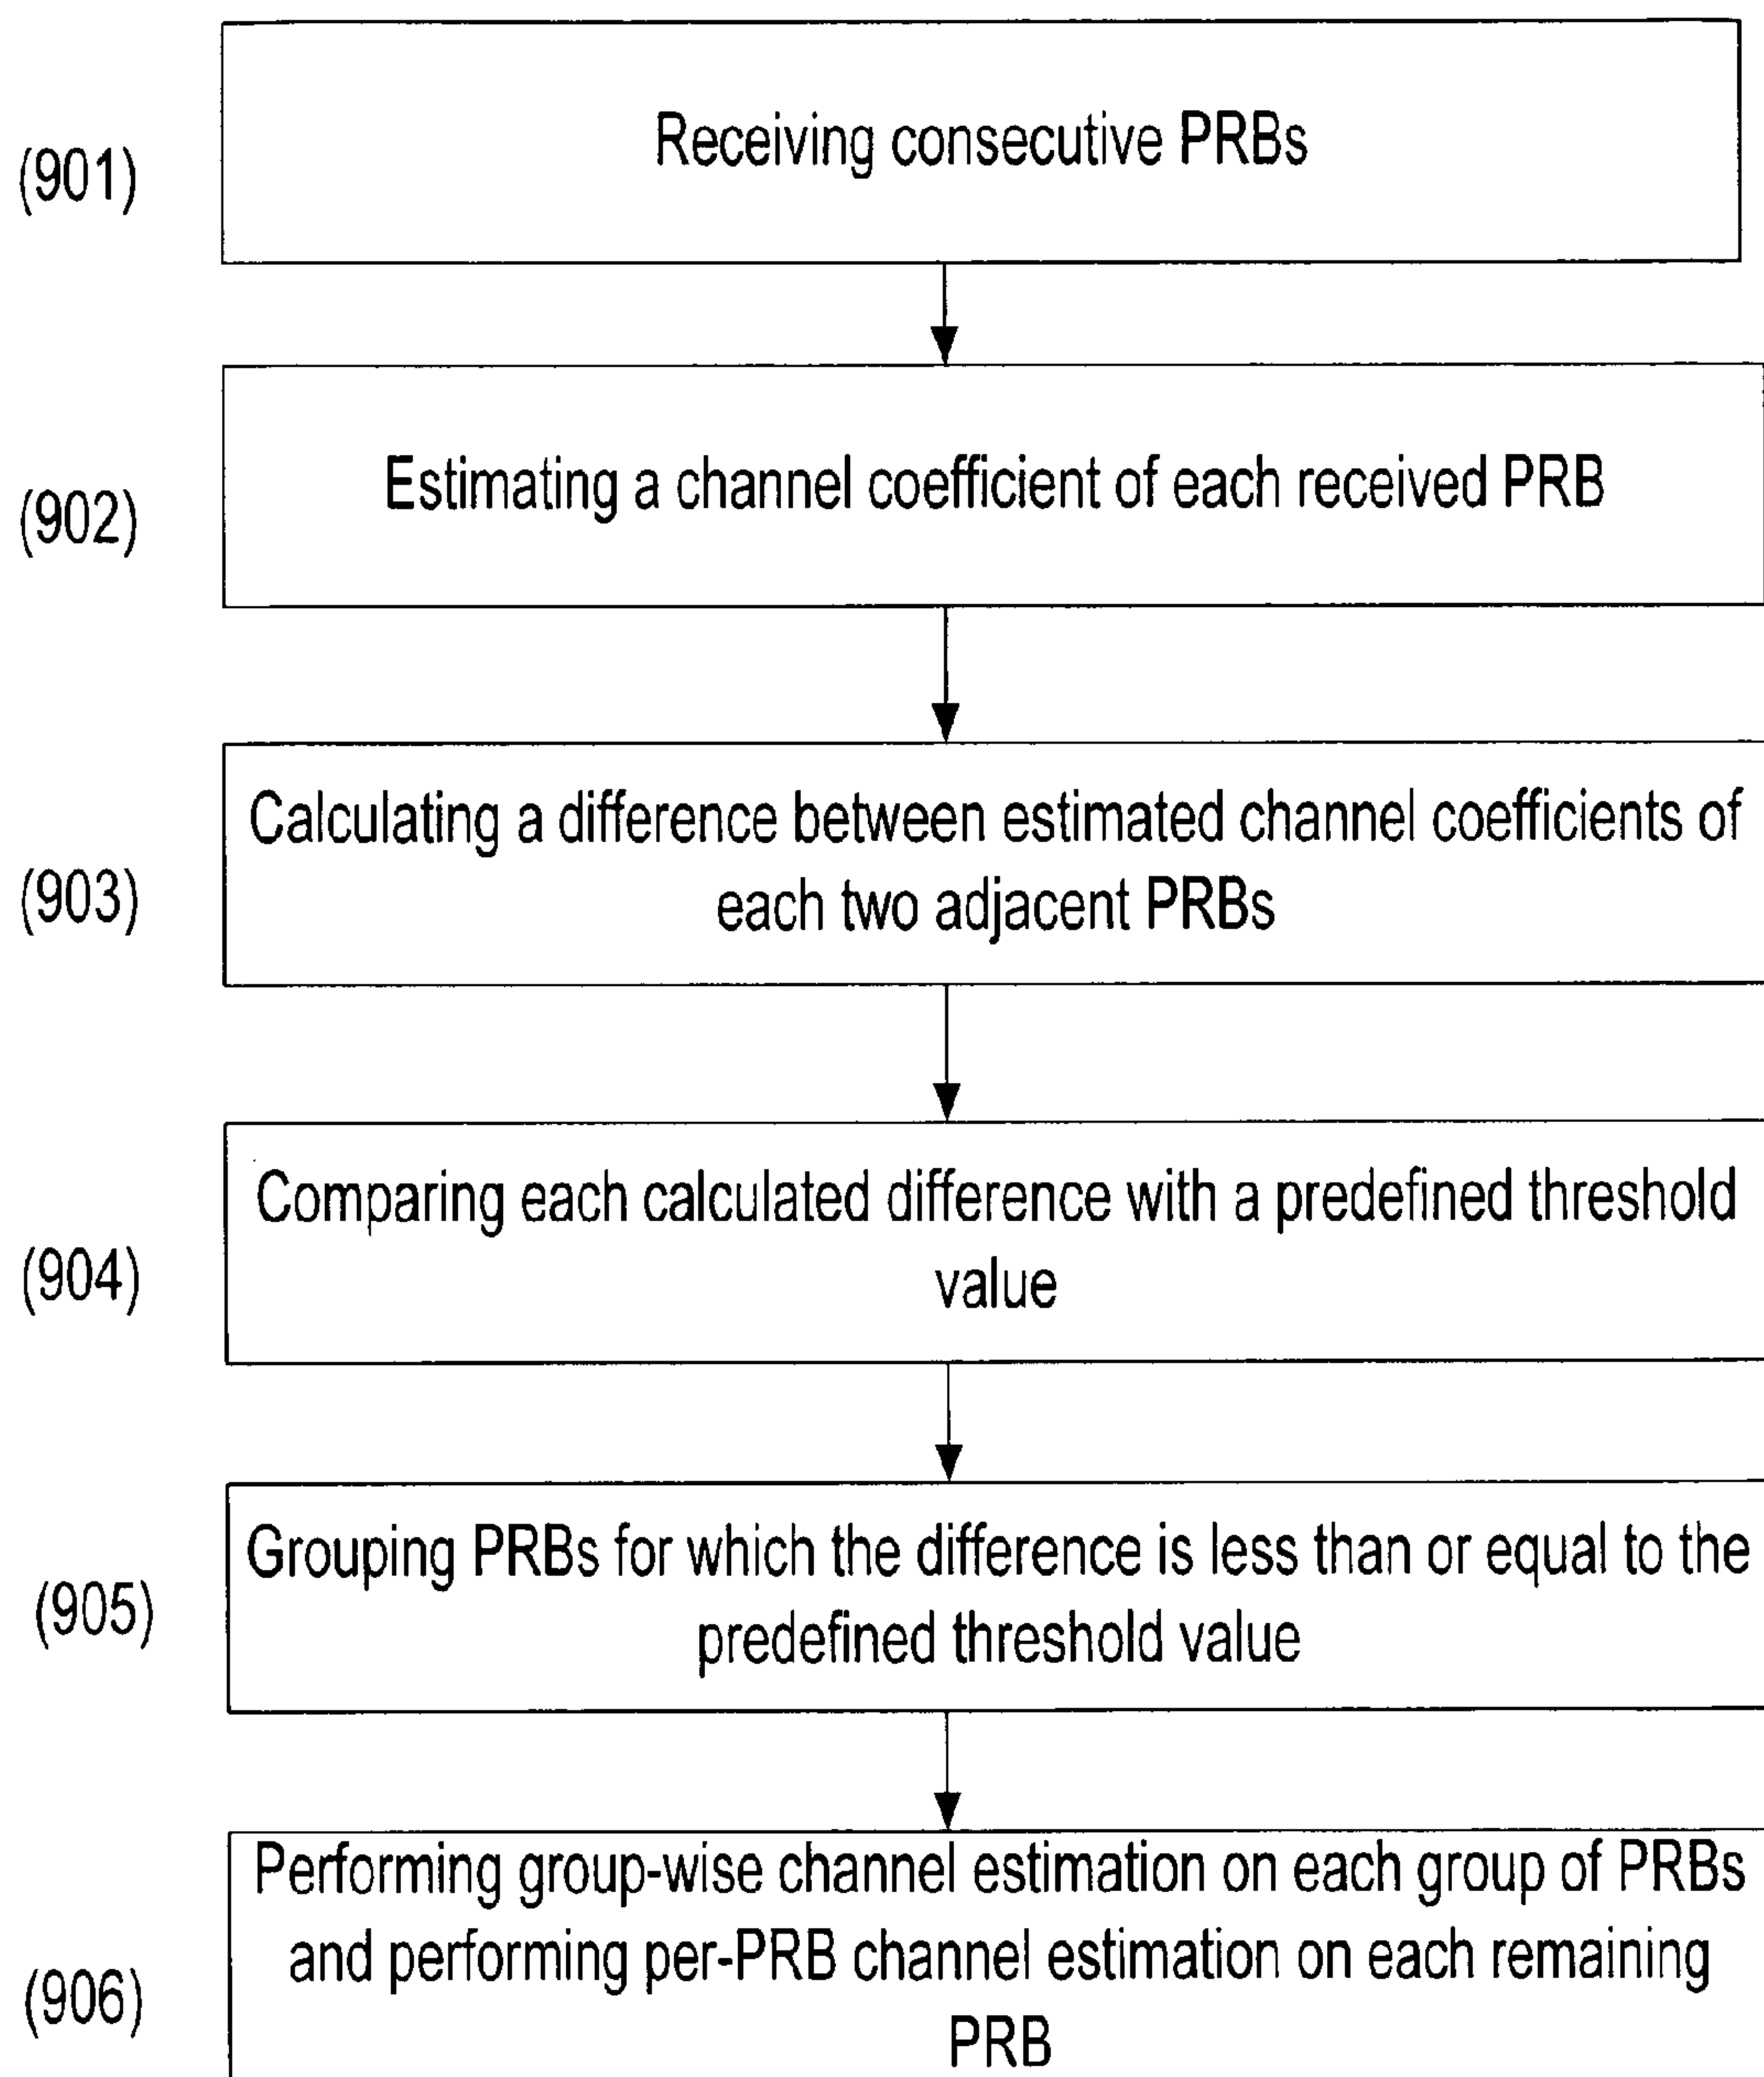 (901)
Receiving consecutive PRBs
(902)
Estimating a channel coefficient of each received PRB
(903)
Calculating a difference between estimated channel coefficients of
each two adjacent PRBs
(904)
Comparing each calculated difference with a predefined threshold
value
(905)
Grouping PRBs for which the difference is less than or equal to the
predefined threshold value
(906)
Performing group-wise channel estimation on each group of PRBs
and performing per-PRB channel estimation on each remaining
PRB